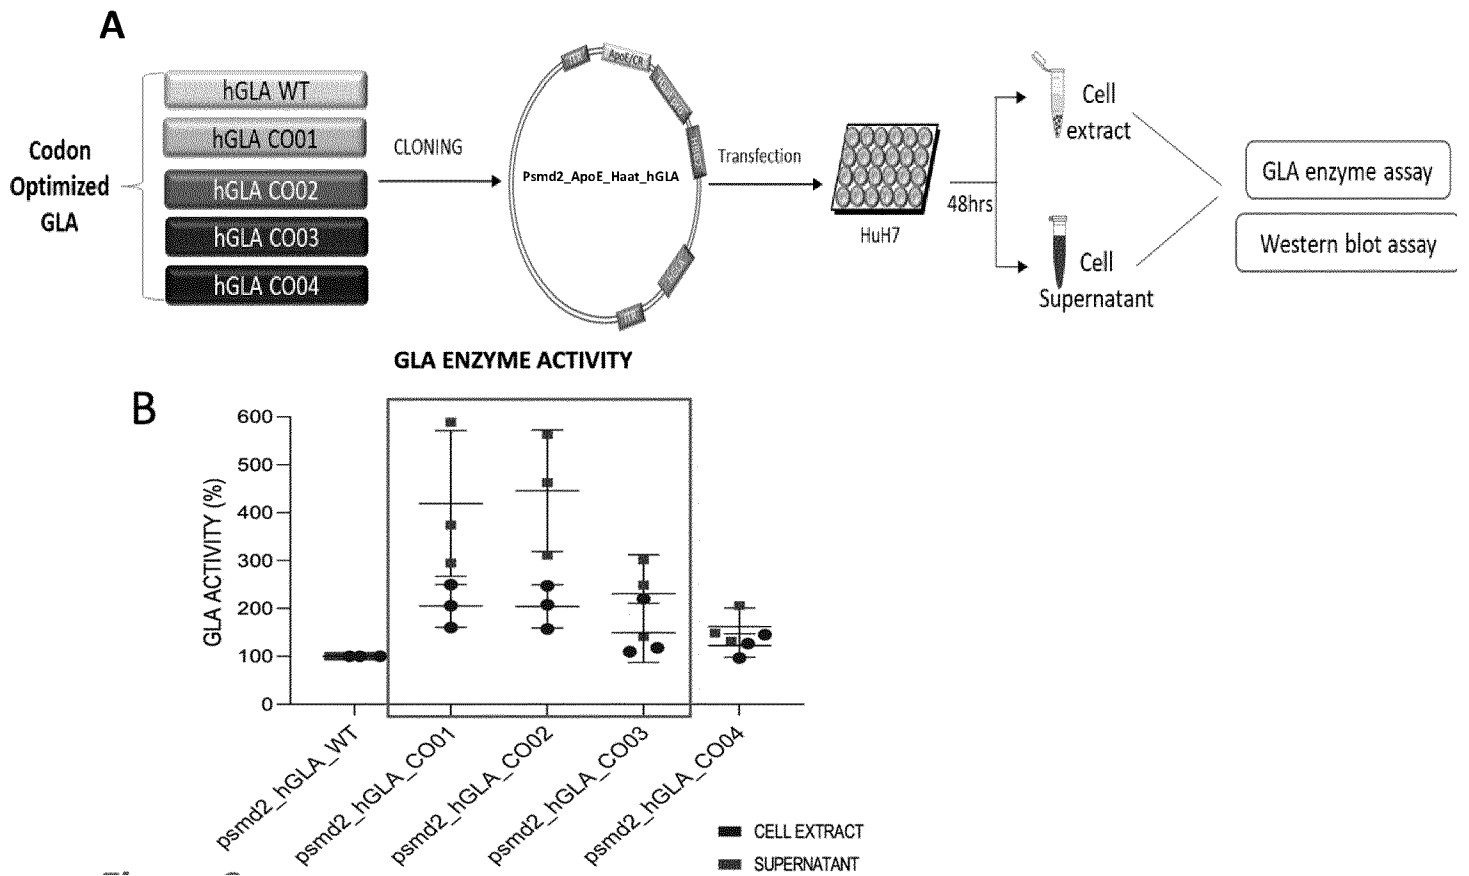 A
Codon
Optimized
GLA
hGLA WT
hGLA CO01
hGLA CO02
hGLA CO03
hGLA CO04
CLONING
ApoE/CR
Psmd2_ApoE_Haat_hGLA
Transfection
HuH7
48hrs
Cell
extract
Cell
Supernatant
GLA enzyme assay
Western blot assay
GLA ENZYME ACTIVITY
B
GLA ACTIVITY (%)
600
500
400
300
200
100
0
psmd2_hGLA_WT
psmd2_hGLA_CO01
psmd2_hGLA_CO02
psmd2_hGLA_CO03
psmd2_hGLA_CO04
CELL EXTRACT
SUPERNATANT